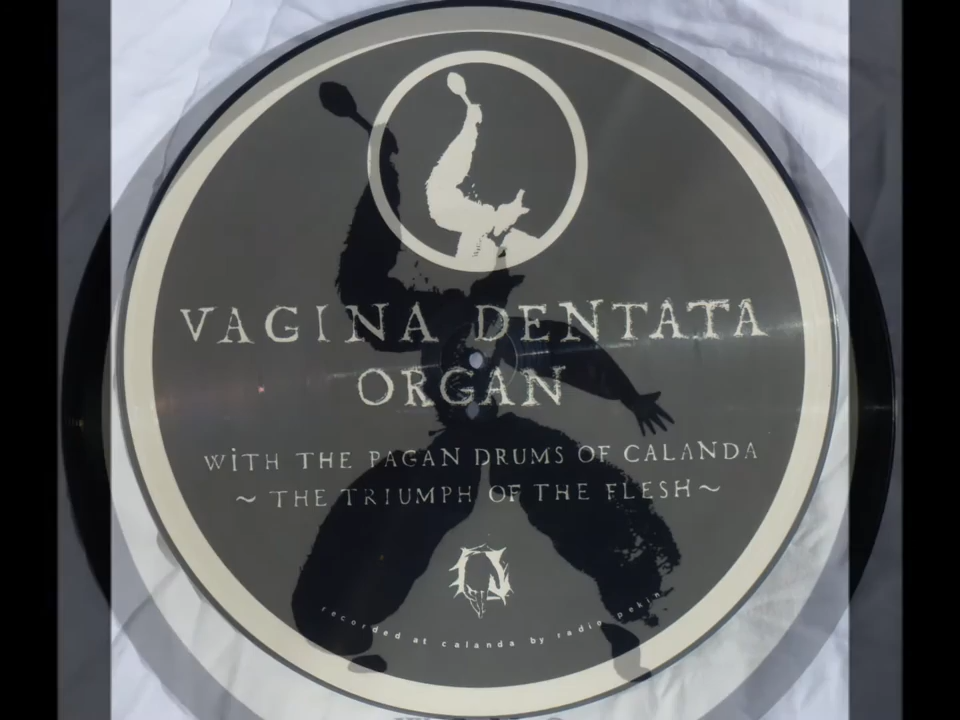 VAGINA DENTATA
ORGAN
WiTH THE PAGAN DRUMS OF CALANDA
~ THE TRIUMPH OF THE FLESH ~
recorded at calanda by radio pekin